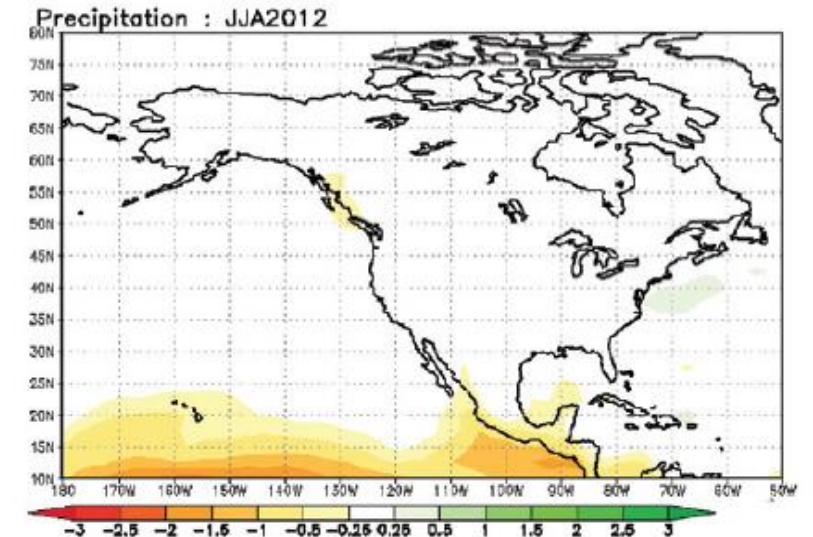 Precipitation : JJA2012
80N
75N
70N
65N
60N
55N
50N
45N
40N
35N
30N
25N
20N
15N
10N
180 170W 160W 150W 140W 130W 120W 110W 100W 90W 80W 70W 60W 50W
-3 -2.5 -2 -1.5 -1 -0.5 -0.25 0.25 0.5 1 1.5 2 2.5 3